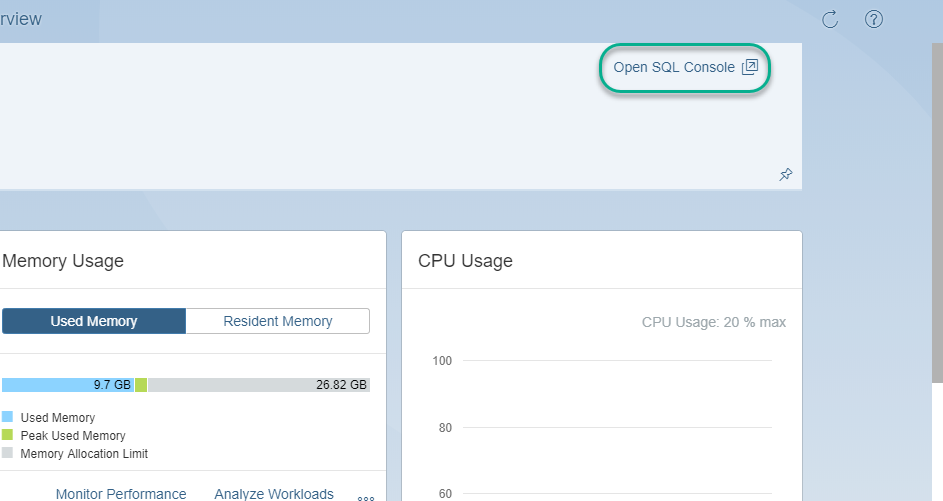 rview
Open SQL Console
Memory Usage
Used Memory
Resident Memory
9.7 GB
26.82 GB
Used Memory
Peak Used Memory
Memory Allocation Limit
Monitor Performance
Analyze Workloads
CPU Usage
CPU Usage: 20 % max
100
80
60